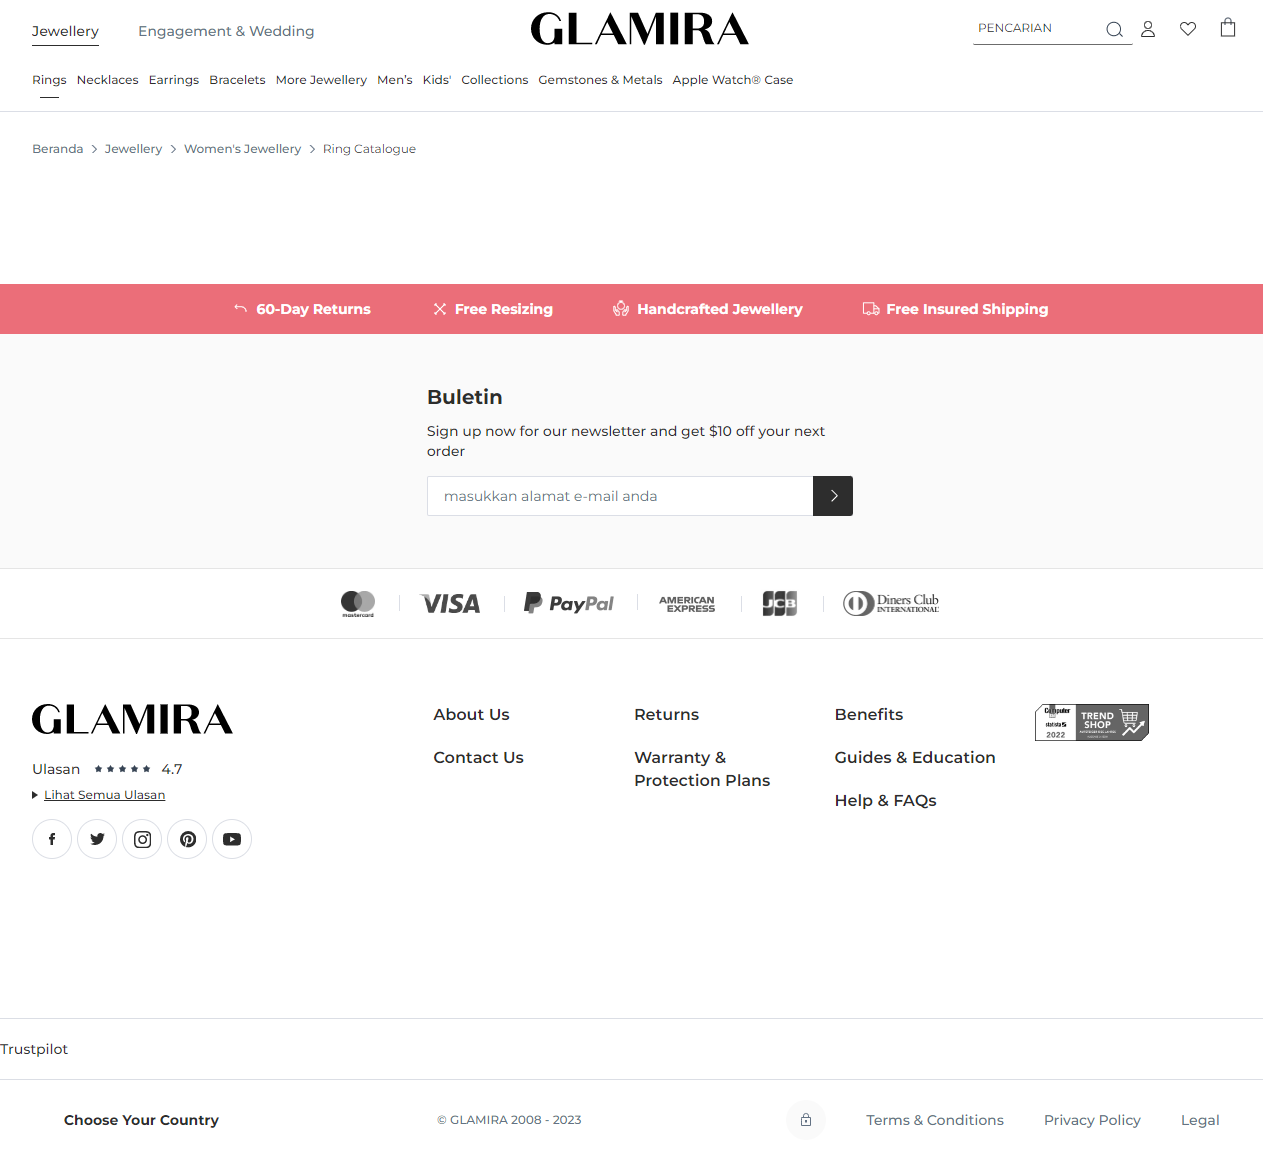 Jewellery Engagement & Wedding GLAMIRA PENCARIAN
Rings Necklaces Earrings Bracelets More Jewellery Men's Kids' Collections Gemstones & Metals Apple Watch® Case
Beranda Jewellery Women's Jewellery Ring Catalogue
60-Day Returns Free Resizing Handcrafted Jewellery Free Insured Shipping
Buletin
Sign up now for our newsletter and get $10 off your next
order
masukkan alamat e-mail anda
mastercard VISA PayPal AMERICAN EXPRESS JCB Diners Club INTERNATIONAL
GLAMIRA
Ulasan 4.7
Lihat Semua Ulasan
About Us
Contact Us
Returns
Warranty &
Protection Plans
Benefits
Guides & Education
Help & FAQs
Computer
statista
2022
TREND
SHOP
Trustpilot
Choose Your Country © GLAMIRA 2008 - 2023 Terms & Conditions Privacy Policy Legal